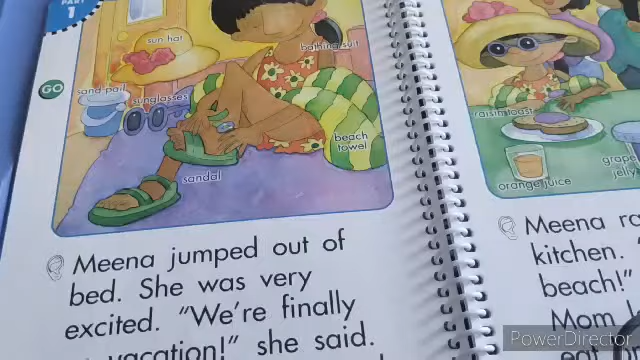 PART
1
GO
sun hat
bathing suit
sand pail
sunglasses
beach
towel
sandal
Meena jumped out of
bed. She was very
excited. "We're finally
vacation!" she said.
raisin toast
orange juice
grape
jelly
Meena
kitchen.
beach!"
Mom
PowerDirector